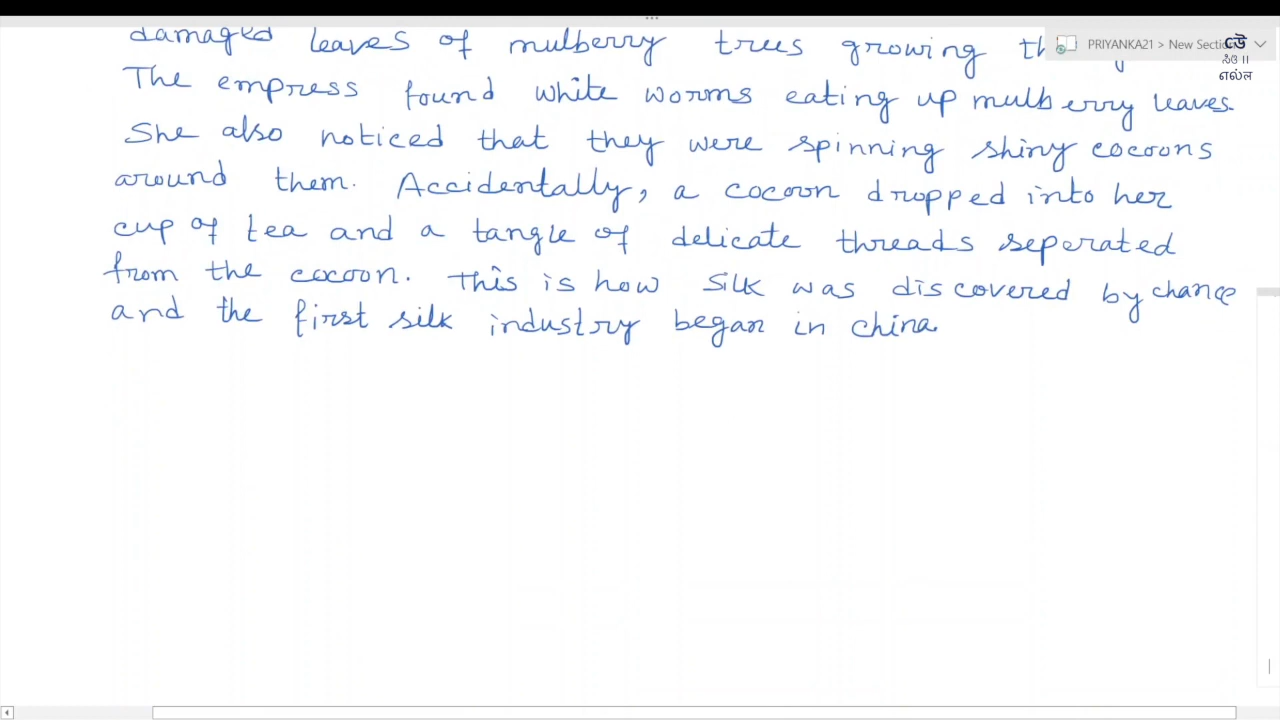 damaged leaves of mulberry trees growing
PRIYANKA21 > New Section
The empress found white worms eating up mulberry leaves.
எல்ல
She also noticed that they were spinning shiny cocoons
around them. Accidentally, a cocoon dropped into her
cup of tea and a tangle of delicate threads seperated
from the cocoon. This is how silk was discovered by chance
and the first silk industry began in china.